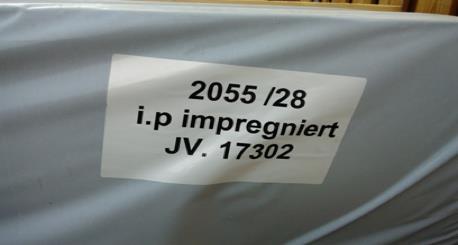 2055 /28
i.p impregniert
JV. 17302